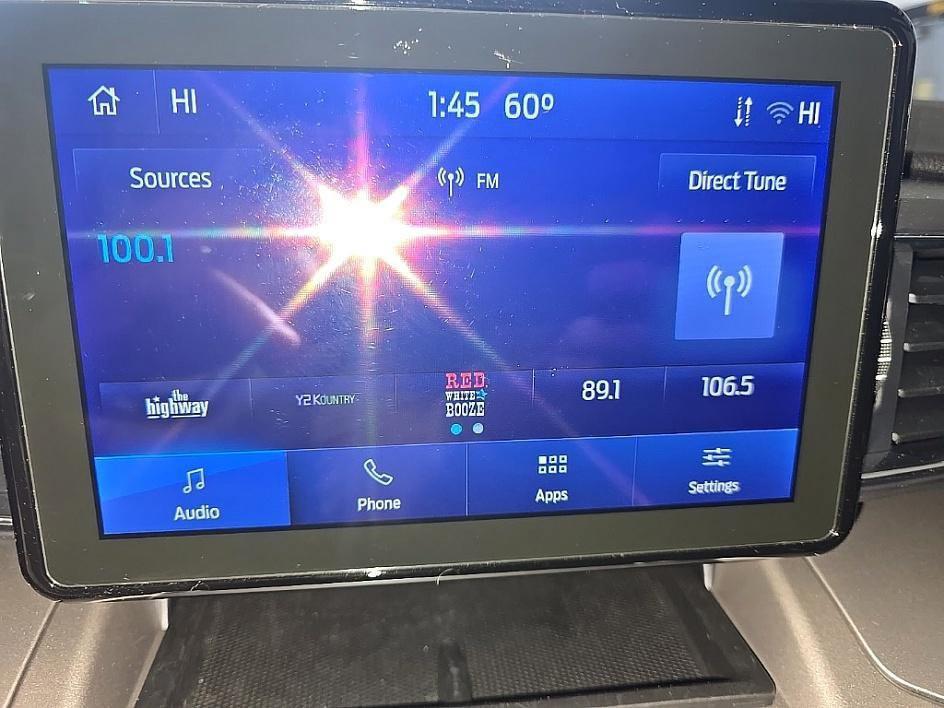 HI 1:45 60° HI
Sources FM Direct Tune
100.1
the
highway
Y2KOUNTRY
RED
WHITE
BOOZE
89.1
106.5
Audio Phone Apps Settings